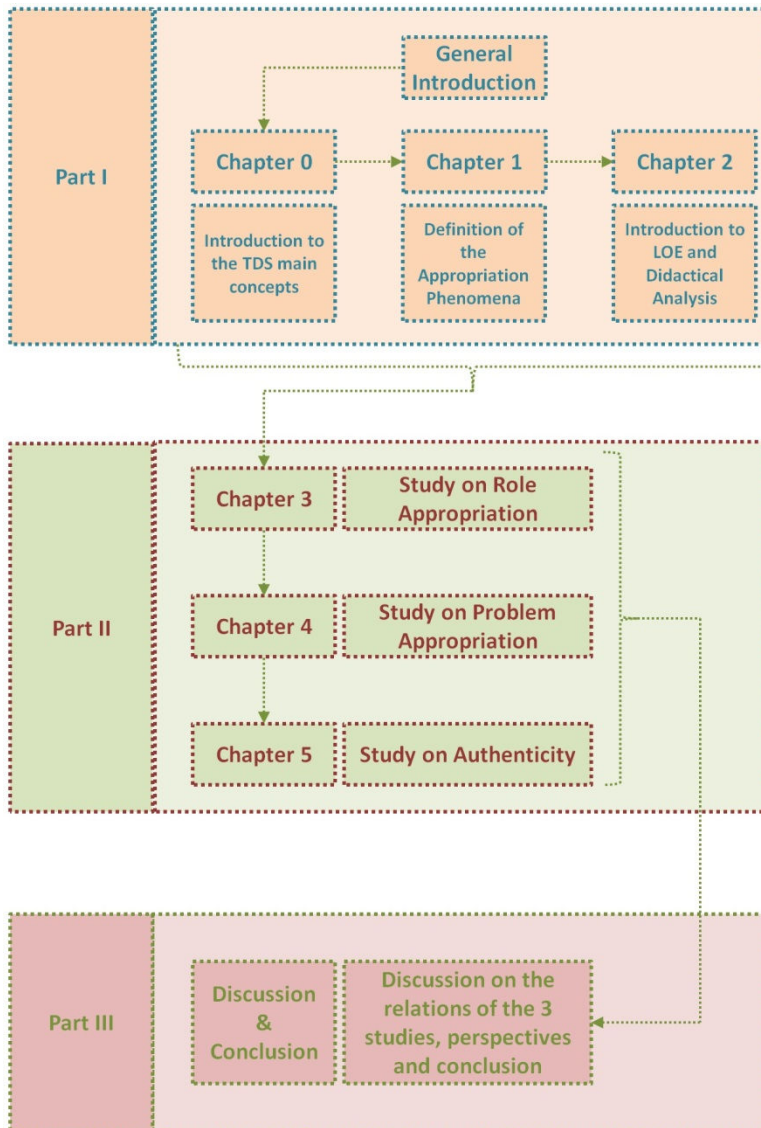 General
Introduction
Part I
Chapter 0
Chapter 1
Chapter 2
Introduction to
the TDS main
concepts
Definition of
the
Appropriation
Phenomena
Introduction to
LOE and
Didactical
Analysis
Part II
Chapter 3
Study on Role
Appropriation
Chapter 4
Study on Problem
Appropriation
Chapter 5
Study on Authenticity
Part III
Discussion
&
Conclusion
Discussion on the
relations of the 3
studies, perspectives
and conclusion